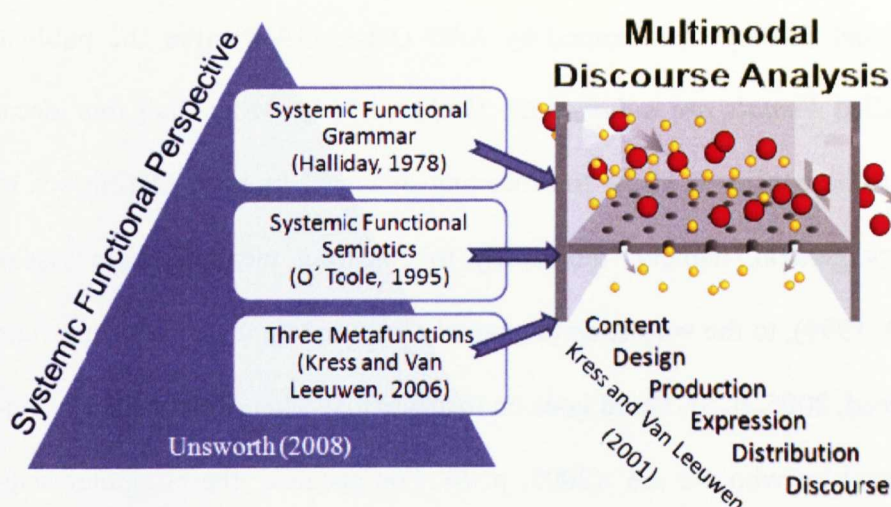 Systemic Functional Perspective
Systemic Functional
Grammar
(Halliday, 1978)
Systemic Functional
Semiotics
(O´ Toole, 1995)
Three Metafunctions
(Kress and Van
Leeuwen, 2006)
Unsworth (2008)
Multimodal
Discourse Analysis
Content
Design
Production
Expression
Distribution
Discourse
Kress and Van Leeuwen
(2001)